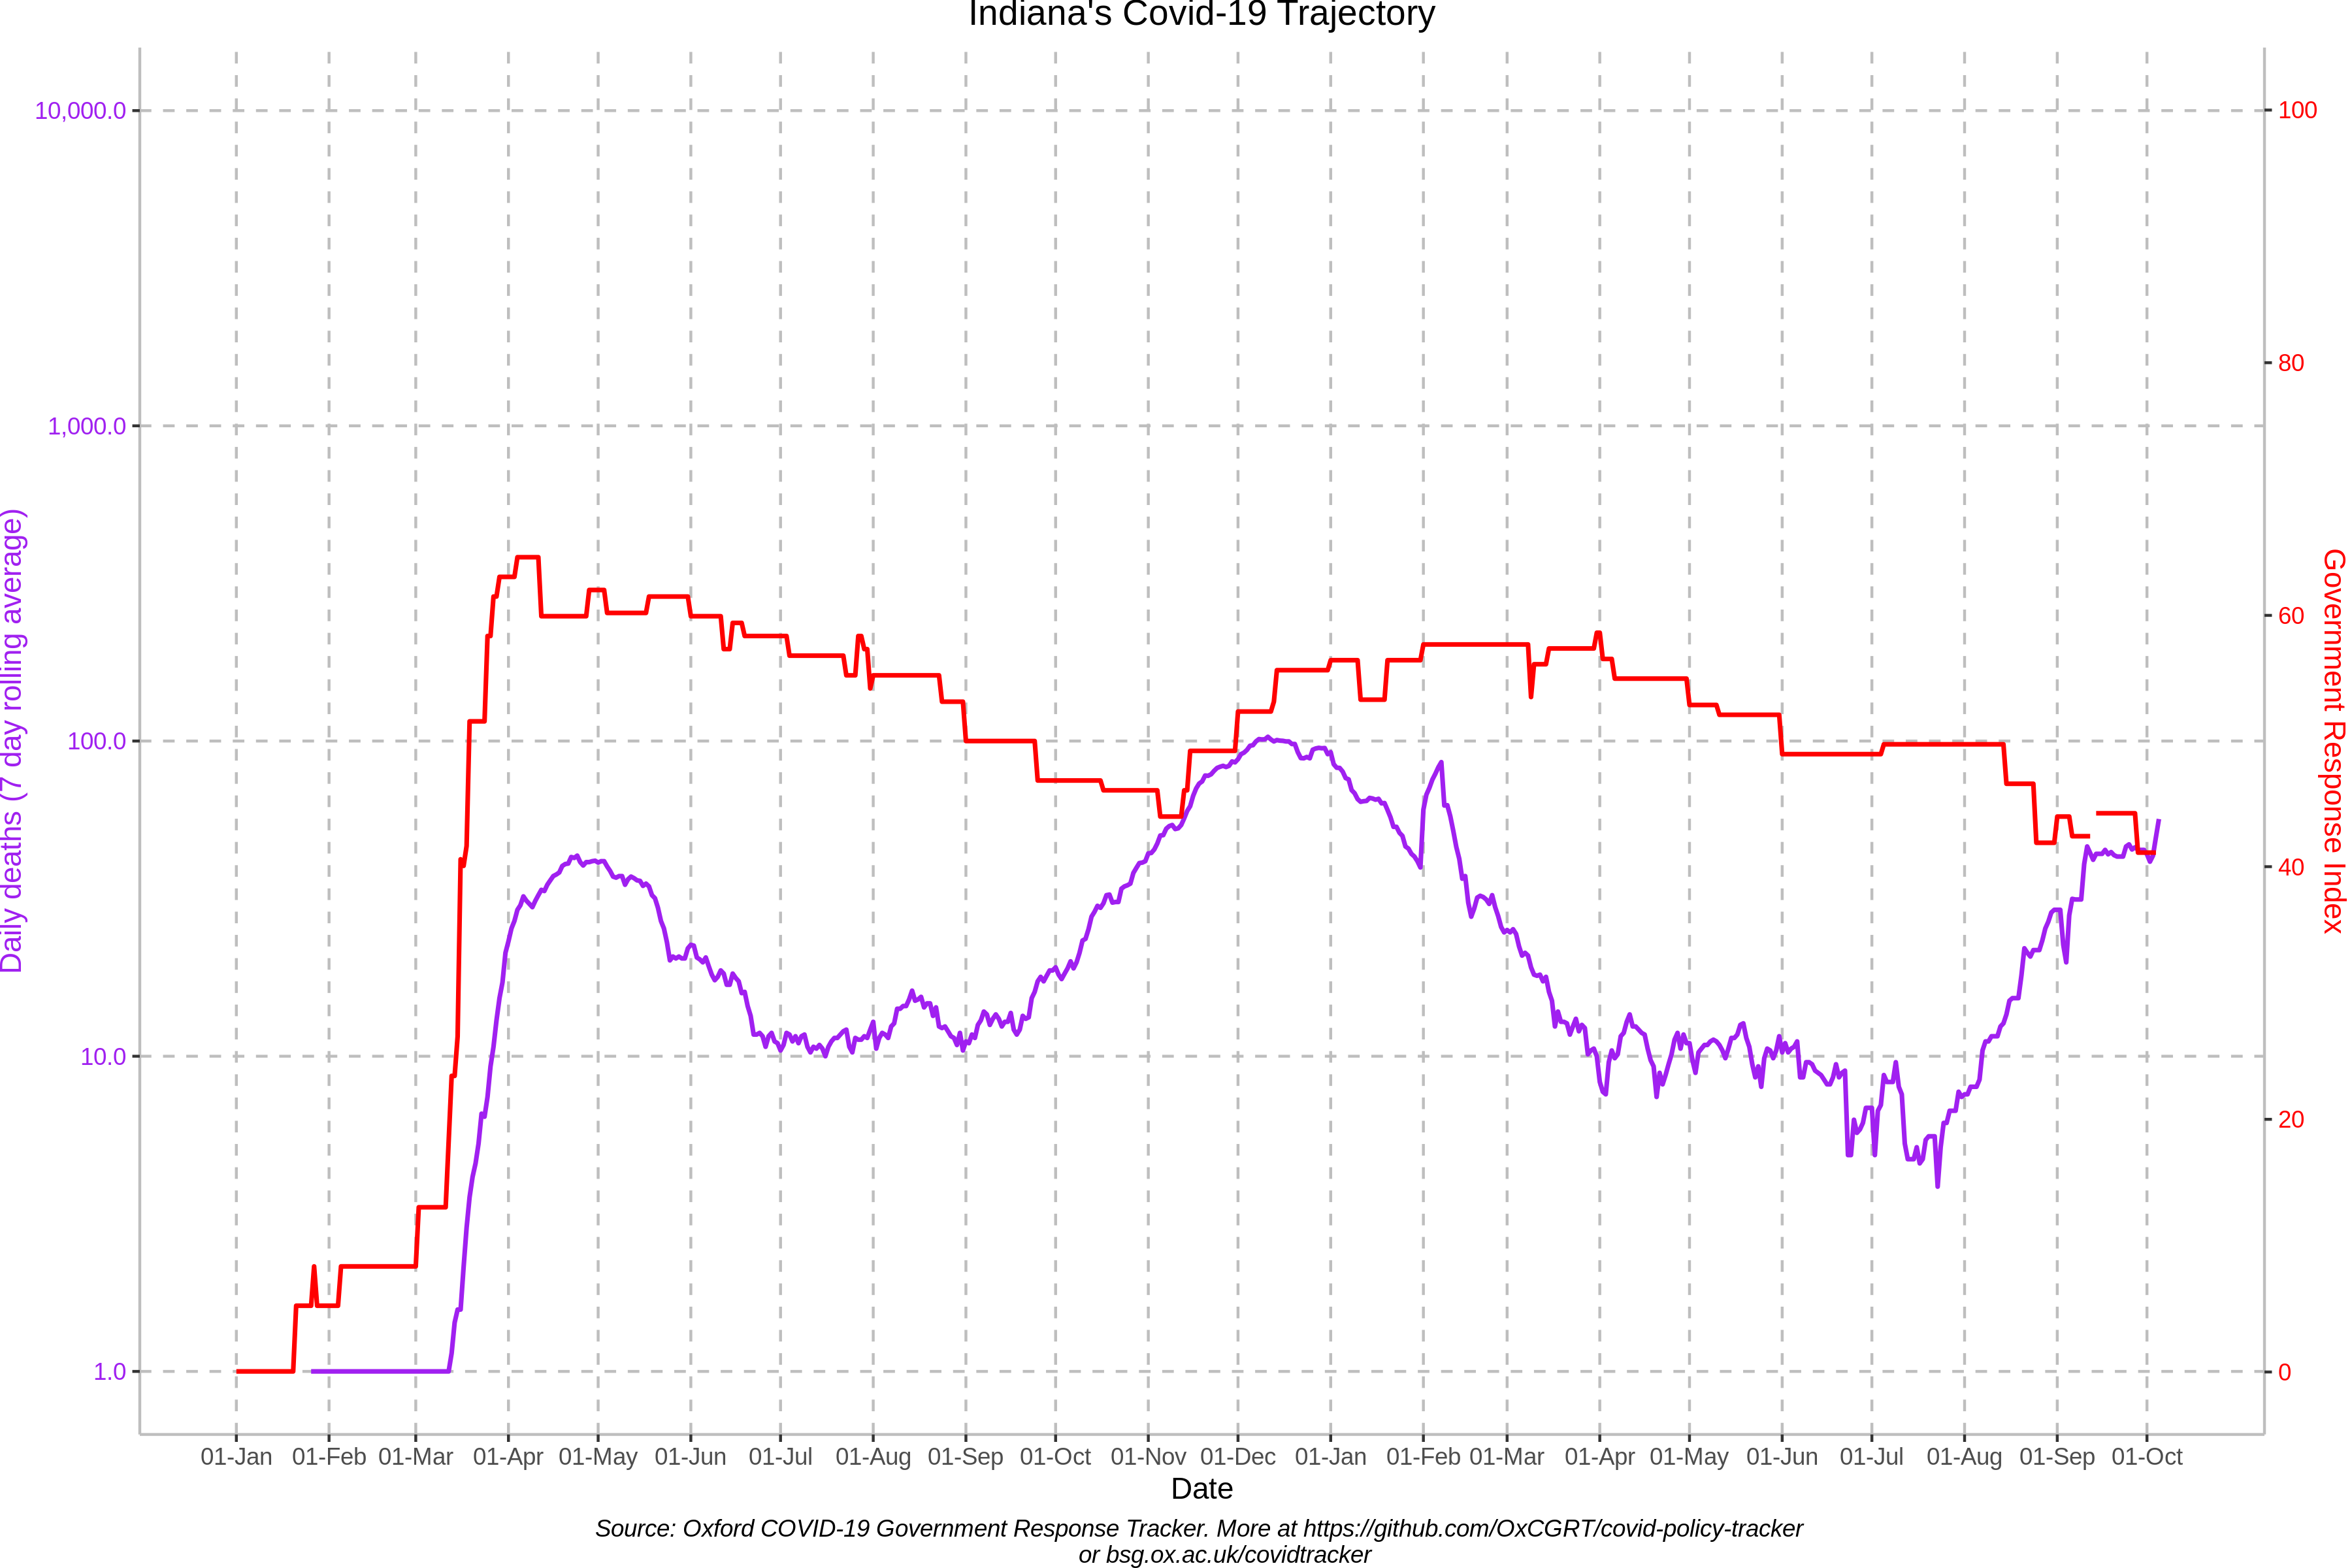 Indiana's Covid-19 Trajectory
10,000.0
1,000.0
100.0
10.0
1.0
Daily deaths (7 day rolling average)
100
80
60
40
20
0
Government Response Index
01-Jan 01-Feb 01-Mar 01-Apr 01-May 01-Jun 01-Jul 01-Aug 01-Sep 01-Oct 01-Nov 01-Dec 01-Jan 01-Feb 01-Mar 01-Apr 01-May 01-Jun 01-Jul 01-Aug 01-Sep 01-Oct
Date
Source: Oxford COVID-19 Government Response Tracker. More at https://github.com/OxCGRT/covid-policy-tracker
or bsg.ox.ac.uk/covidtracker